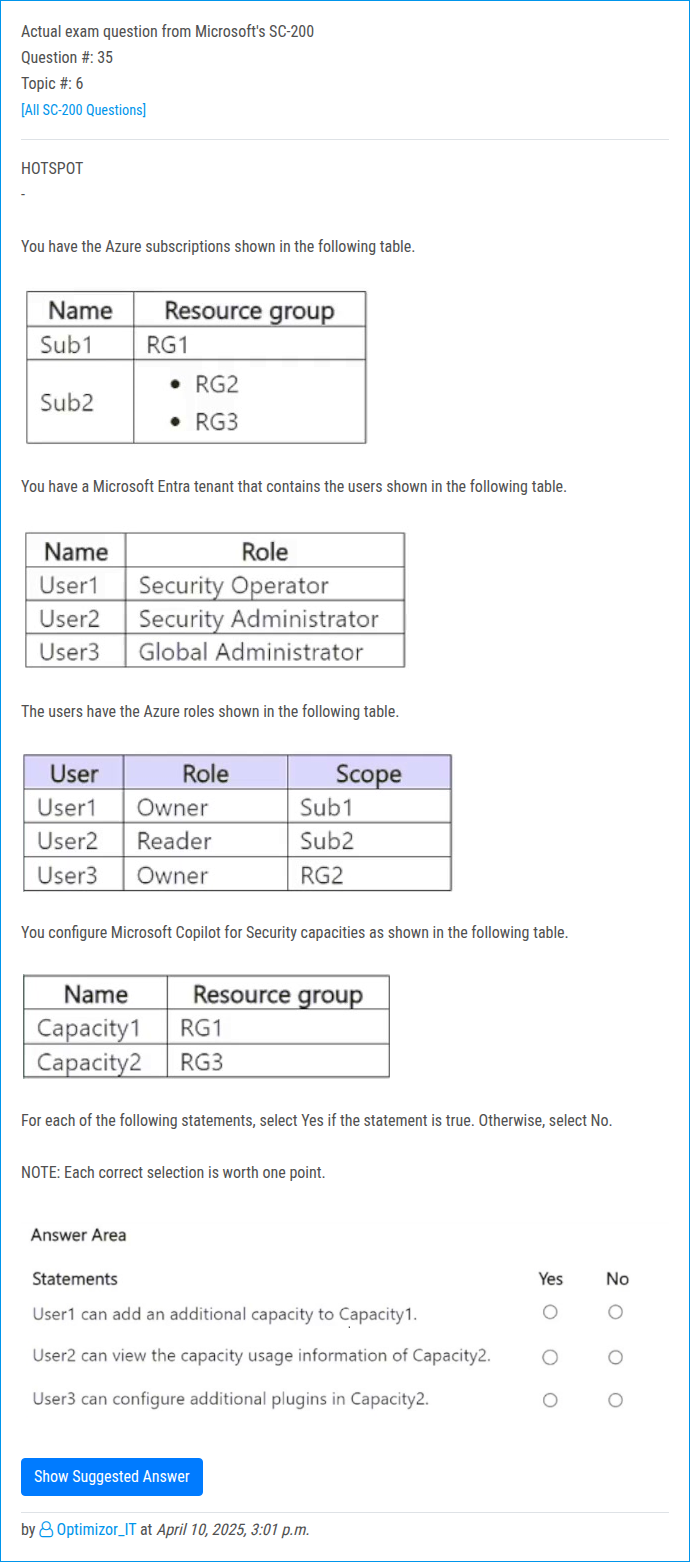 Actual exam question from Microsoft's SC-200
Question #: 35
Topic #: 6
[All SC-200 Questions]
HOTSPOT
-
You have the Azure subscriptions shown in the following table.
Name Resource group
Sub1 RG1
Sub2
• RG2
• RG3
You have a Microsoft Entra tenant that contains the users shown in the following table.
Name Role
User1 Security Operator
User2 Security Administrator
User3 Global Administrator
The users have the Azure roles shown in the following table.
User Role Scope
User1 Owner Sub1
User2 Reader Sub2
User3 Owner RG2
You configure Microsoft Copilot for Security capacities as shown in the following table.
Name Resource group
Capacity1 RG1
Capacity2 RG3
For each of the following statements, select Yes if the statement is true. Otherwise, select No.
NOTE: Each correct selection is worth one point.
Answer Area
Statements Yes No
User1 can add an additional capacity to Capacity1.
User2 can view the capacity usage information of Capacity2.
User3 can configure additional plugins in Capacity2.
Show Suggested Answer
by Optimizor_IT at April 10, 2025, 3:01 p.m.